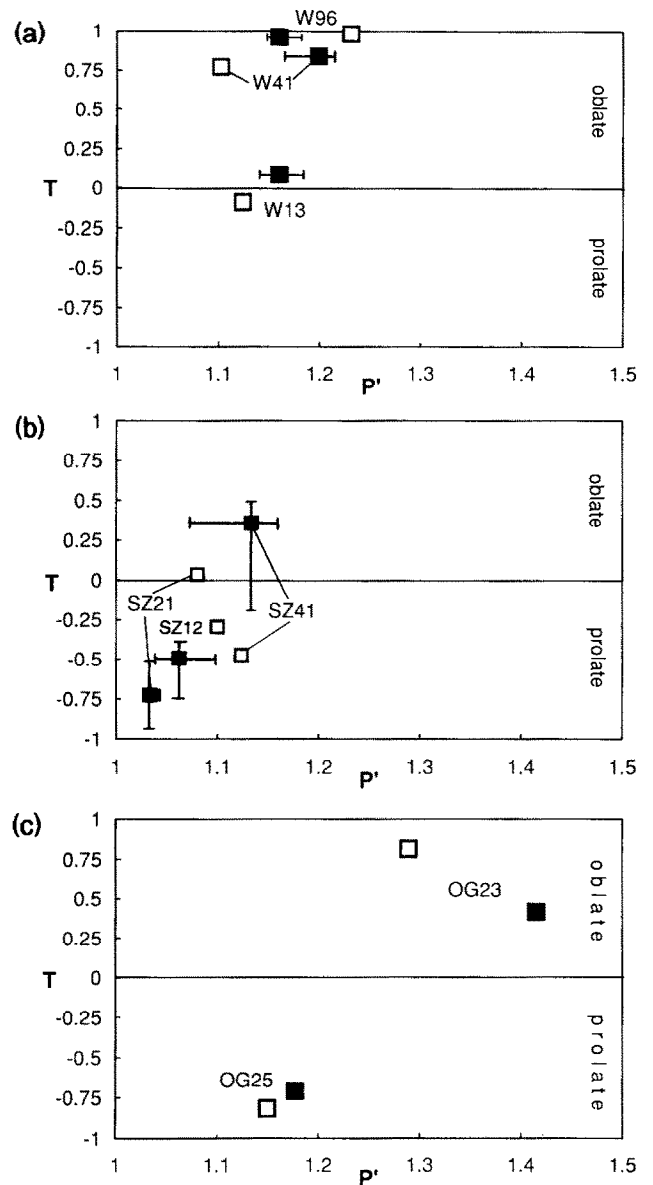 (a)
W96
1
0.75
W41
0.5
oblate
0.25
T
0
W13
-0.25
-0.5
prolate
-0.75
-1
1
1.1
1.2
1.3
1.4
1.5
P'
(b)
1
0.75
0.5
oblate
0.25
T
0
SZ21
SZ41
-0.25
SZ12
-0.5
prolate
-0.75
-1
1
1.1
1.2
1.3
1.4
1.5
P'
(c)
1
0.75
OG23
0.5
oblate
0.25
T
0
-0.25
-0.5
prolate
OG25
-0.75
-1
1
1.1
1.2
1.3
1.4
1.5
P'